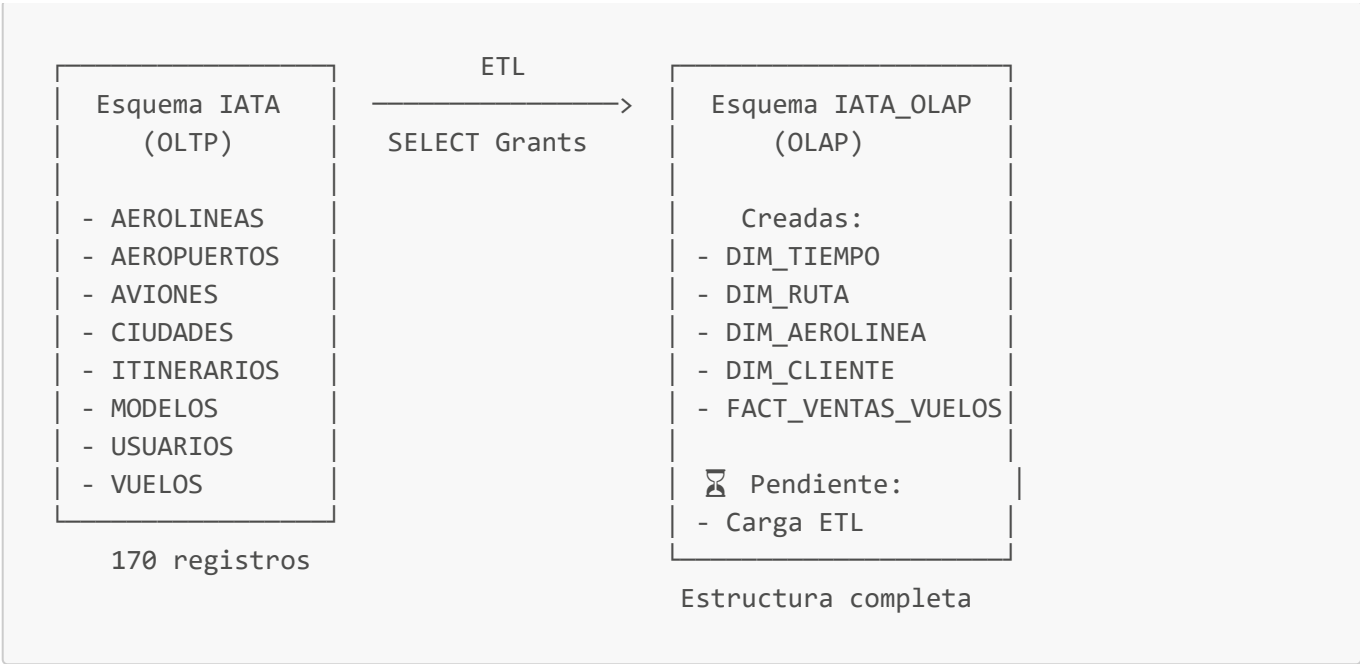 ETL
Esquema IATA
Esquema IATA_OLAP
(OLTP)
SELECT Grants
(OLAP)
- AEROLINEAS
Creadas:
- AEROPUERTOS
- DIM_TIEMPO
- AVIONES
- DIM_RUTA
- CIUDADES
- DIM_AEROLINEA
- ITINERARIOS
- DIM_CLIENTE
- MODELOS
- FACT_VENTAS_VUELOS
- USUARIOS
- VUELOS
⏳ Pendiente:
- Carga ETL
170 registros
Estructura completa